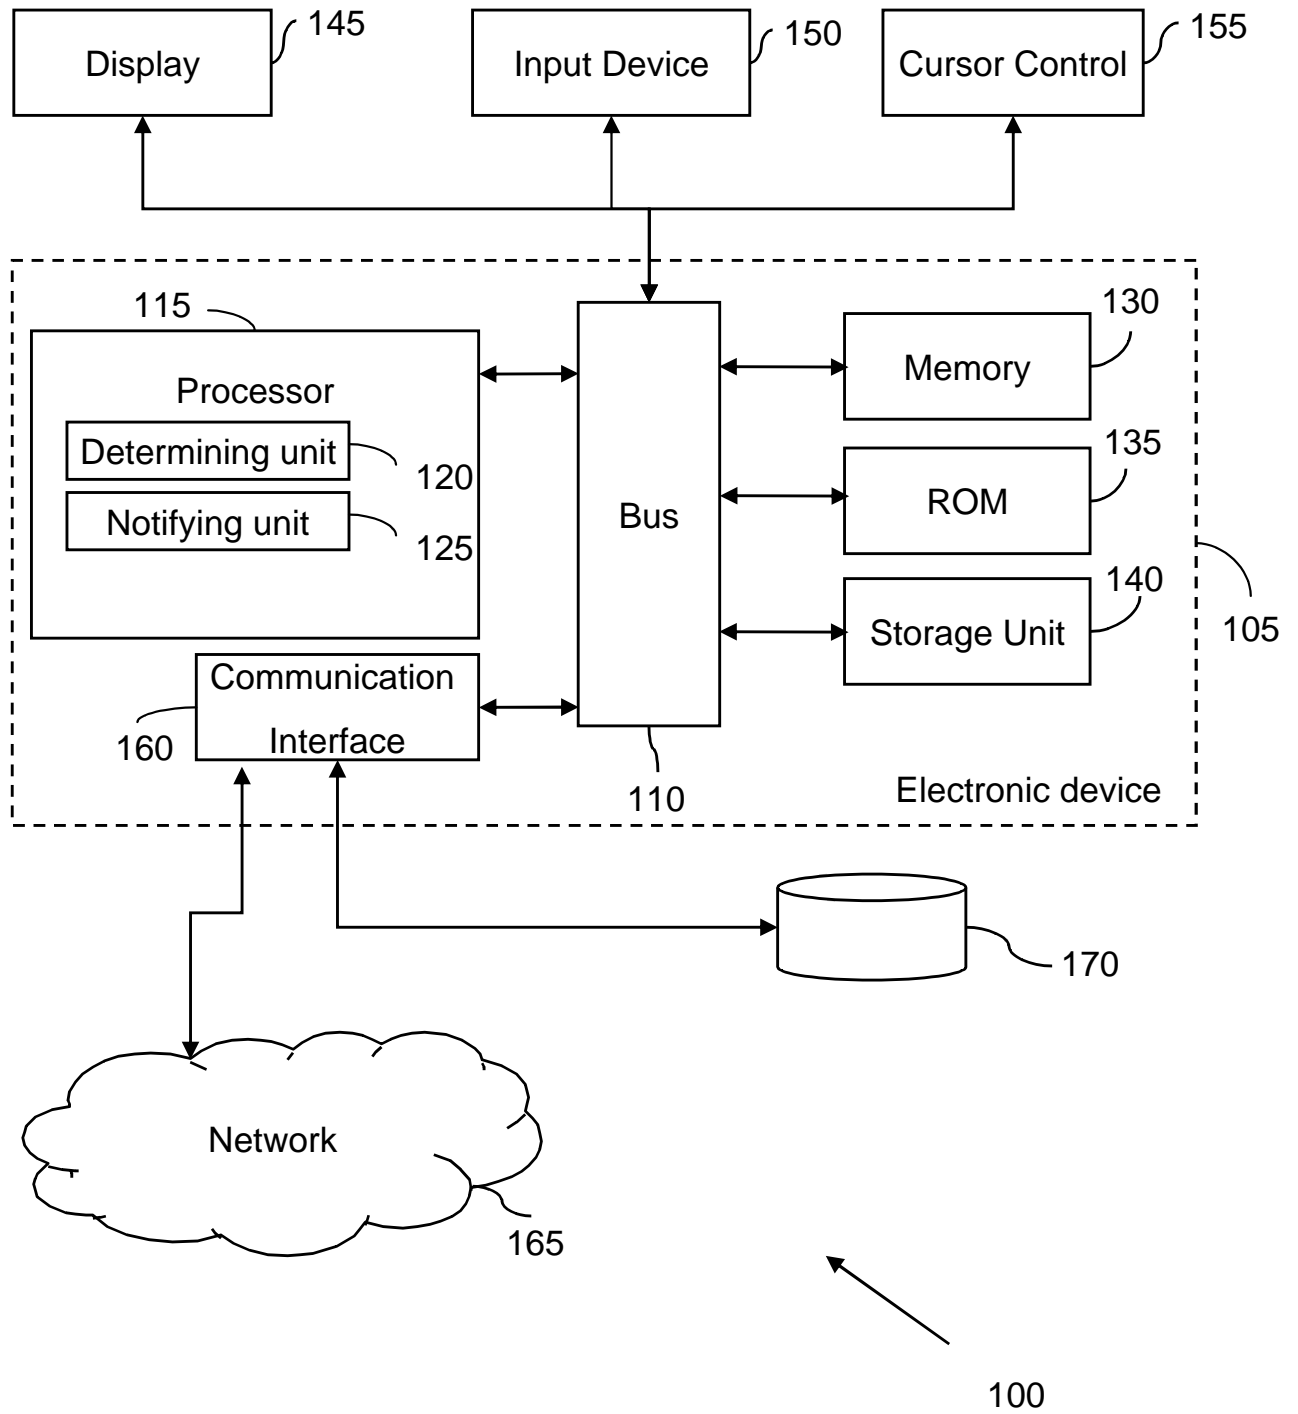 145
150
155
Display
Input Device
Cursor Control
115
130
Processor
Memory
Determining unit
120
135
Notifying unit
125
Bus
ROM
140
Storage Unit
105
Communication
Interface
160
110
Electronic device
170
Network
165
100